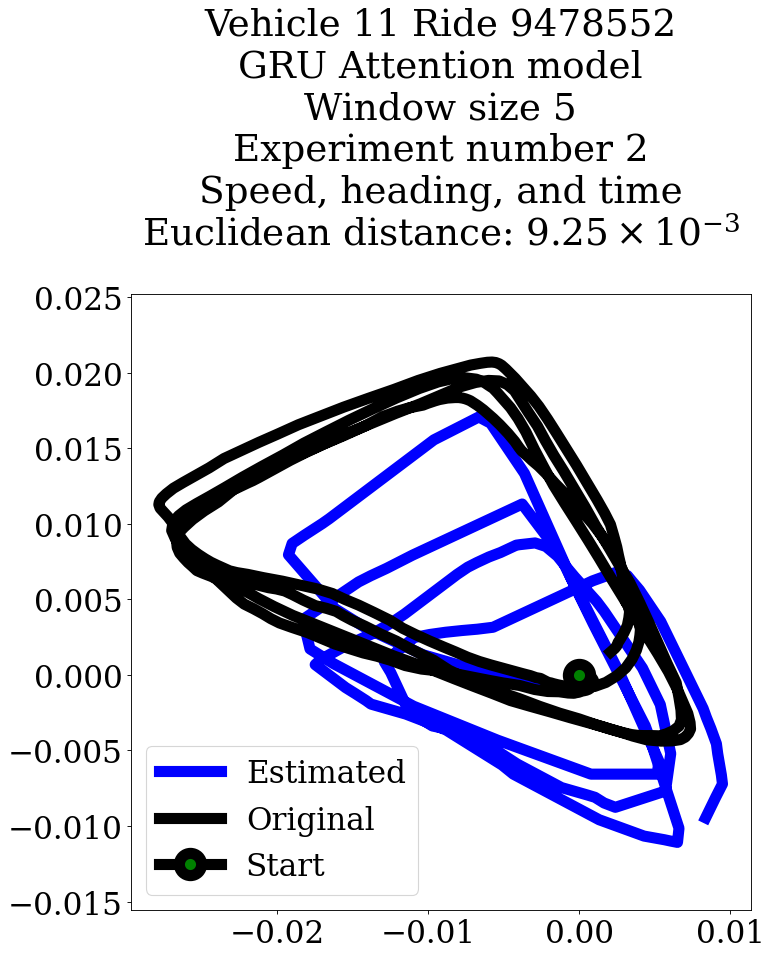 Vehicle 11 Ride 9478552
GRU Attention model
Window size 5
Experiment number 2
Speed, heading, and time
Euclidean distance: 9.25 × 10⁻³
0.025
0.020
0.015
0.010
0.005
0.000
−0.005
−0.010
−0.015
Estimated
Original
Start
−0.02 −0.01 0.00 0.01